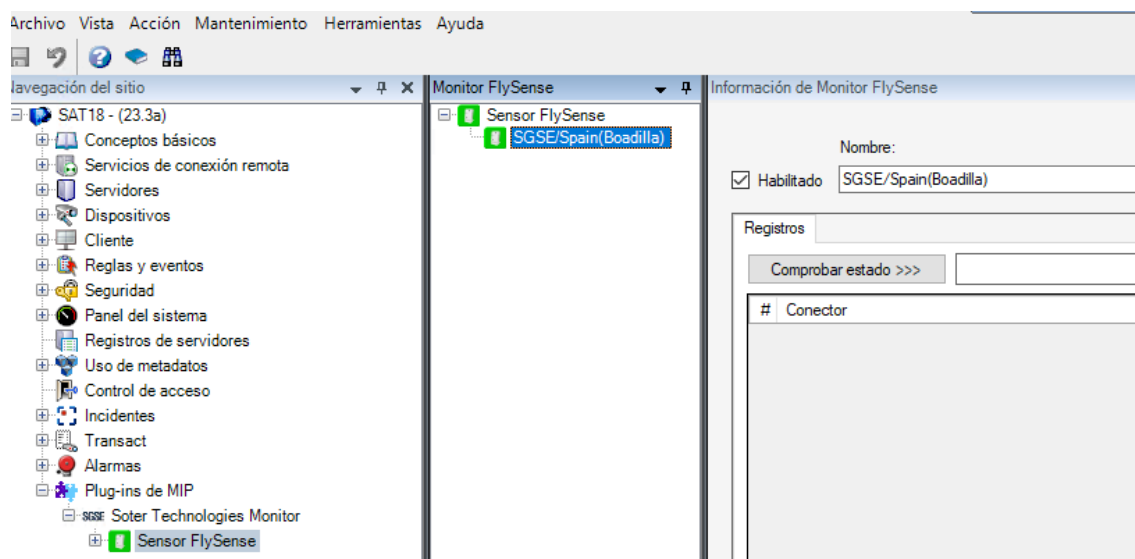 Archivo Vista Acción Mantenimiento Herramientas Ayuda
Navegación del sitio
SAT18 - (23.3a)
Conceptos básicos
Servicios de conexión remota
Servidores
Dispositivos
Cliente
Reglas y eventos
Seguridad
Panel del sistema
Registros de servidores
Uso de metadatos
Control de acceso
Incidentes
Transact
Alarmas
Plug-ins de MIP
SGSE Soter Technologies Monitor
Sensor FlySense
Monitor FlySense
Sensor FlySense
SGSE/Spain(Boadilla)
Información de Monitor FlySense
Nombre:
Habilitado SGSE/Spain(Boadilla)
Registros
Comprobar estado >>>
# Conector